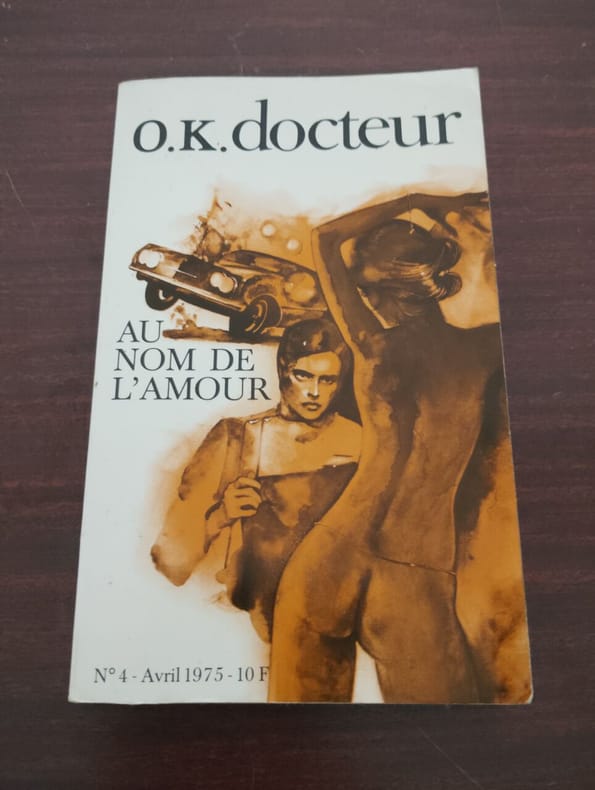 O.K. docteur
AU
NOM DE
L'AMOUR
N° 4 - Avril 1975 - 10 F